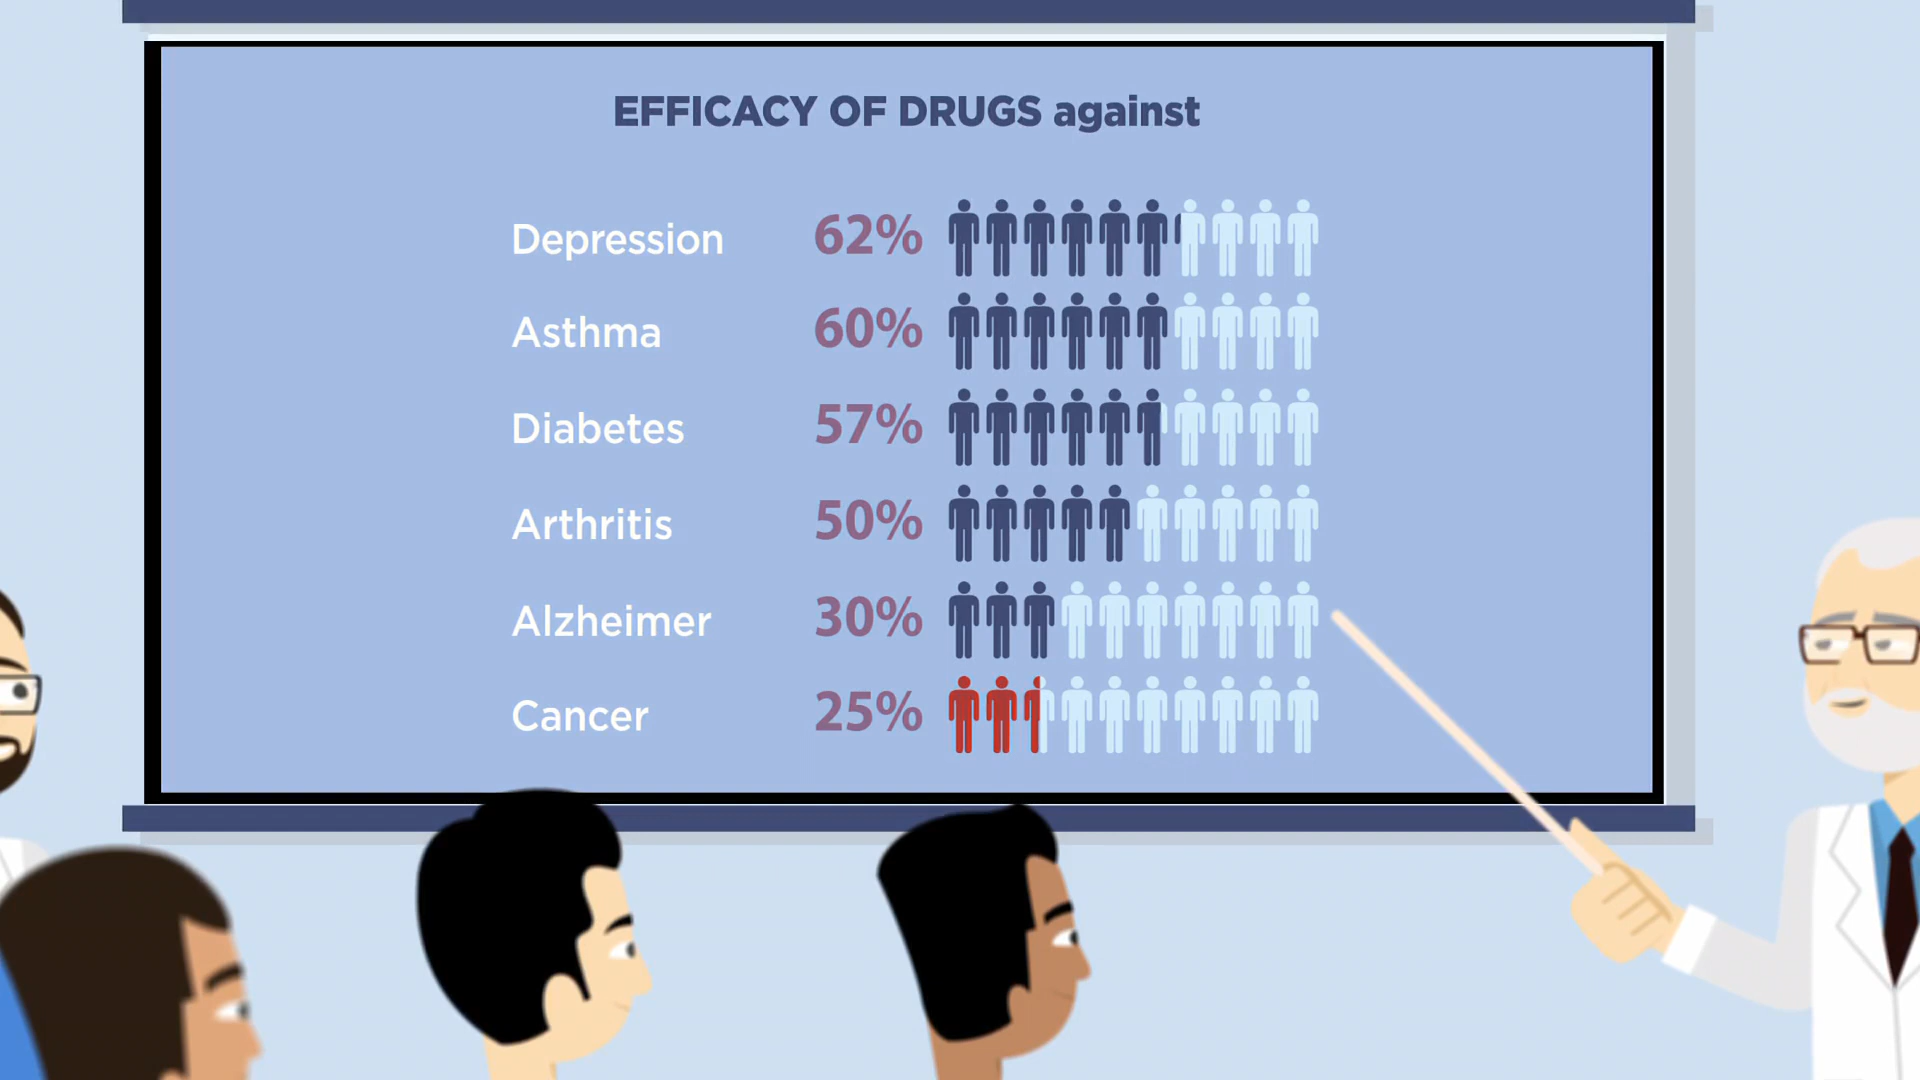 EFFICACY OF DRUGS against
Depression 62%
Asthma 60%
Diabetes 57%
Arthritis 50%
Alzheimer 30%
Cancer 25%